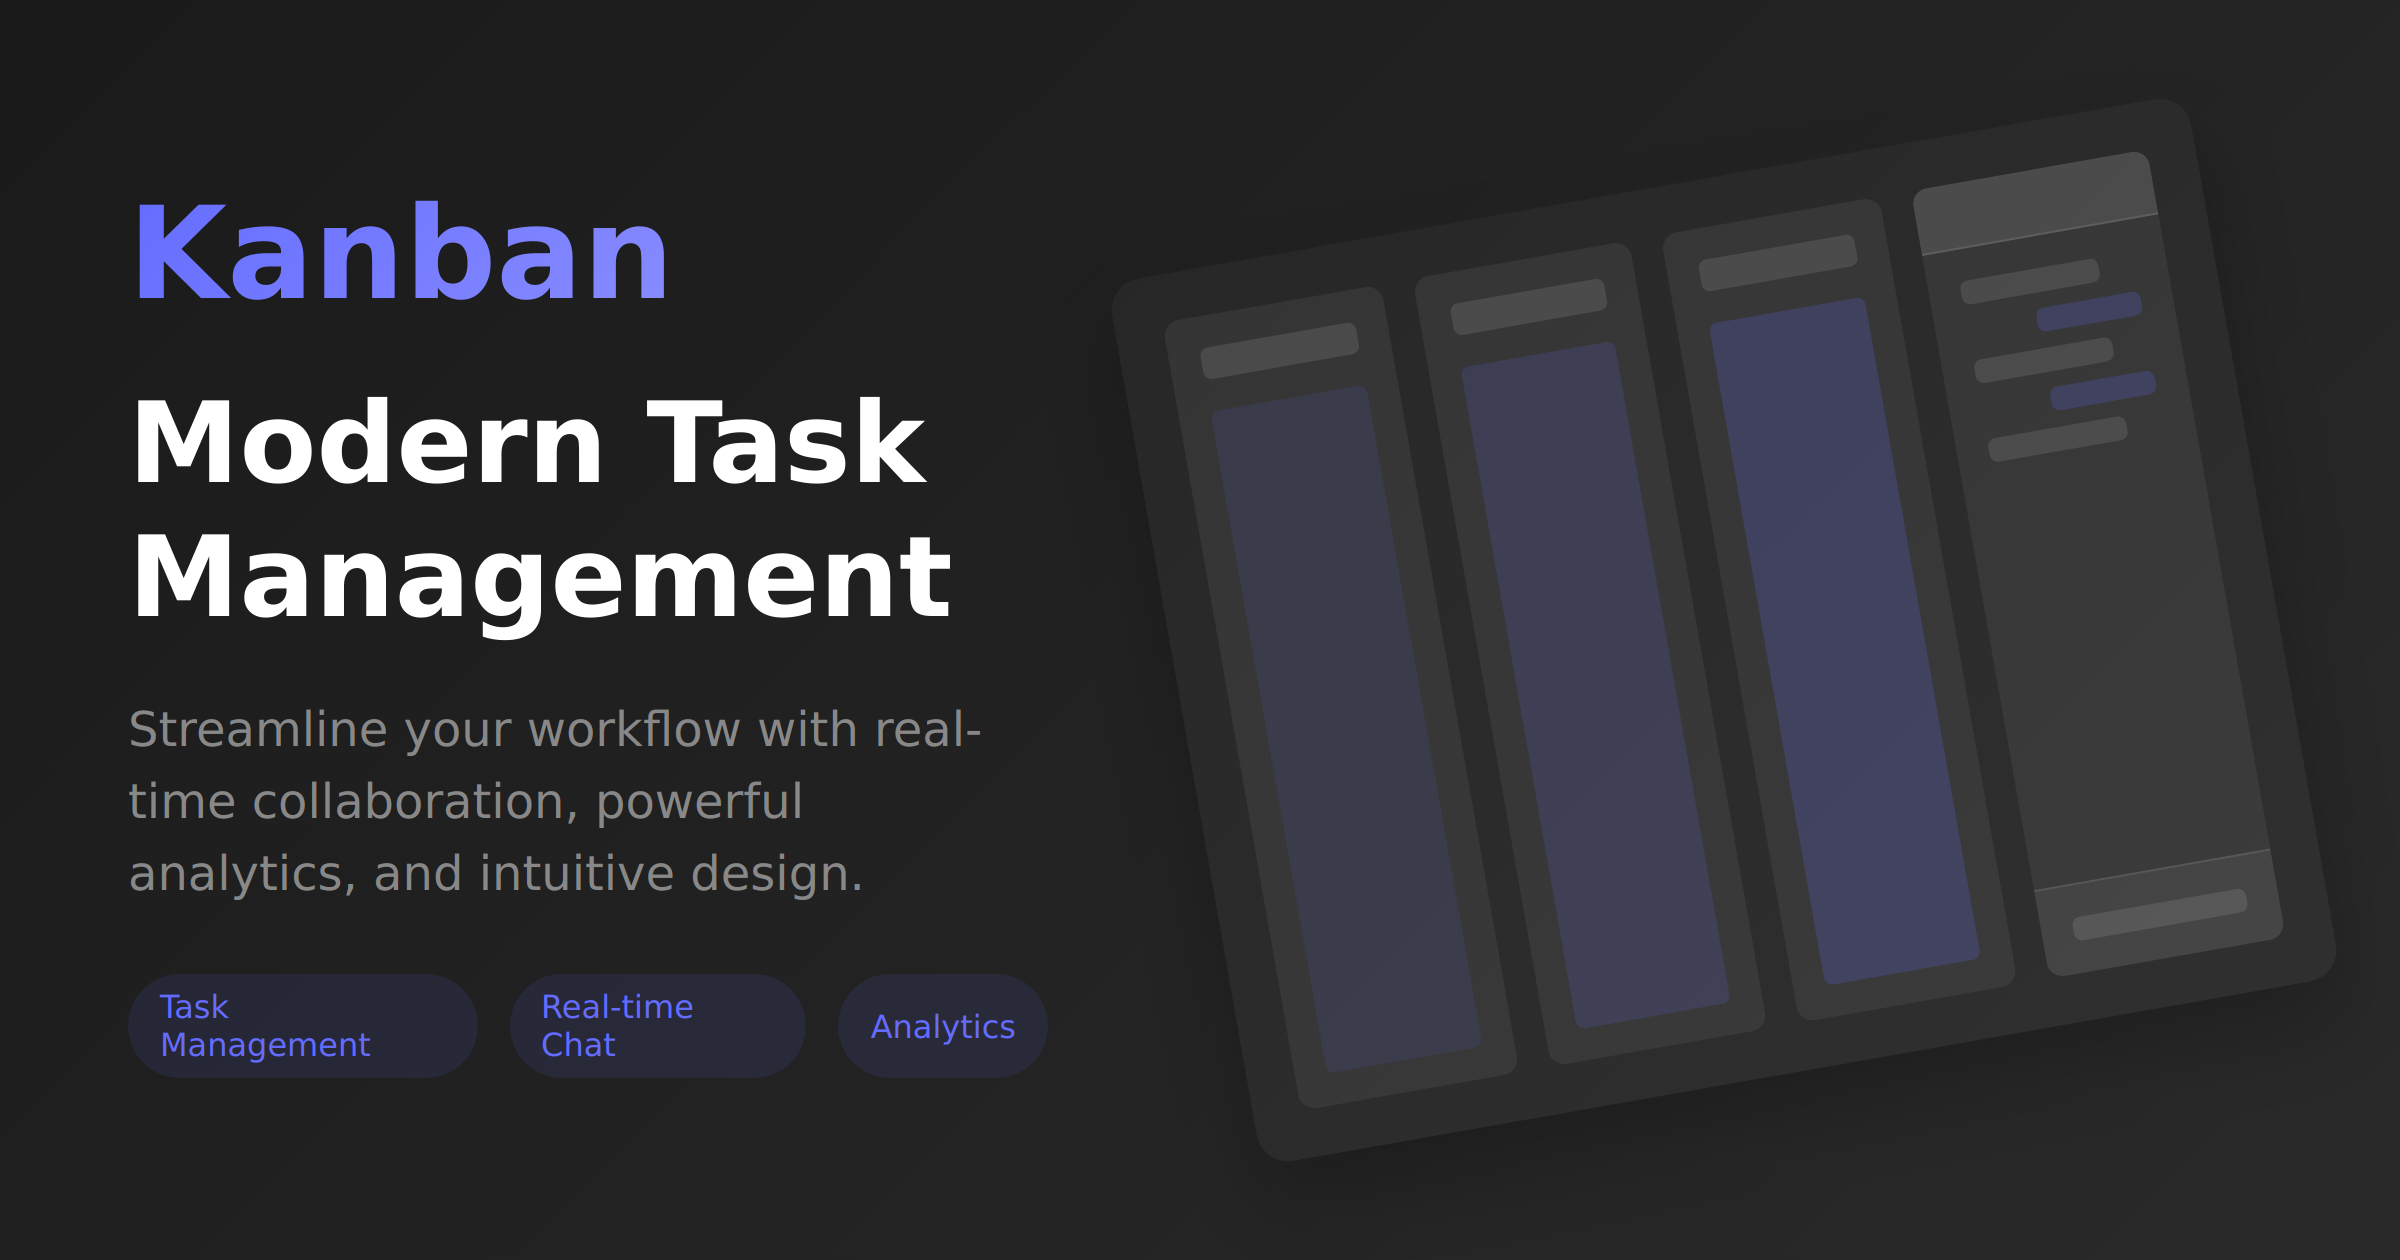 Kanban
Modern Task
Management
Streamline your workflow with real-
time collaboration, powerful
analytics, and intuitive design.
Task
Management
Real-time
Chat
Analytics